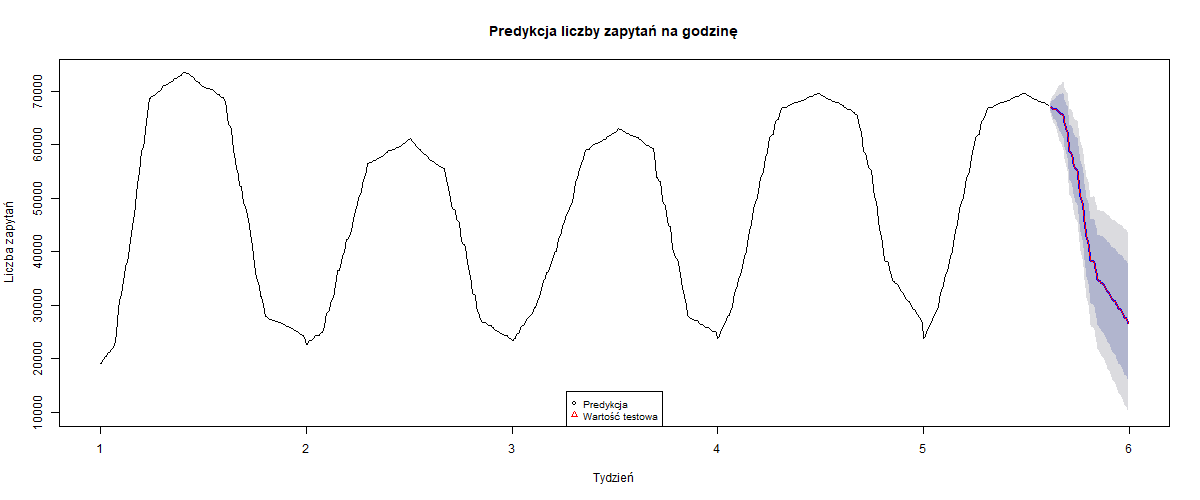 Predykcja liczby zapytań na godzinę
Liczba zapytań
70000
60000
50000
40000
30000
20000
10000
Predykcja
Wartość testowa
1
2
3
4
5
6
Tydzień